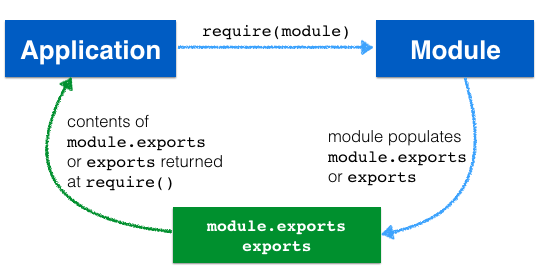 require(module)
Application
Module
contents of
module.exports
or exports returned
at require()
module populates
module.exports
or exports
module.exports
exports